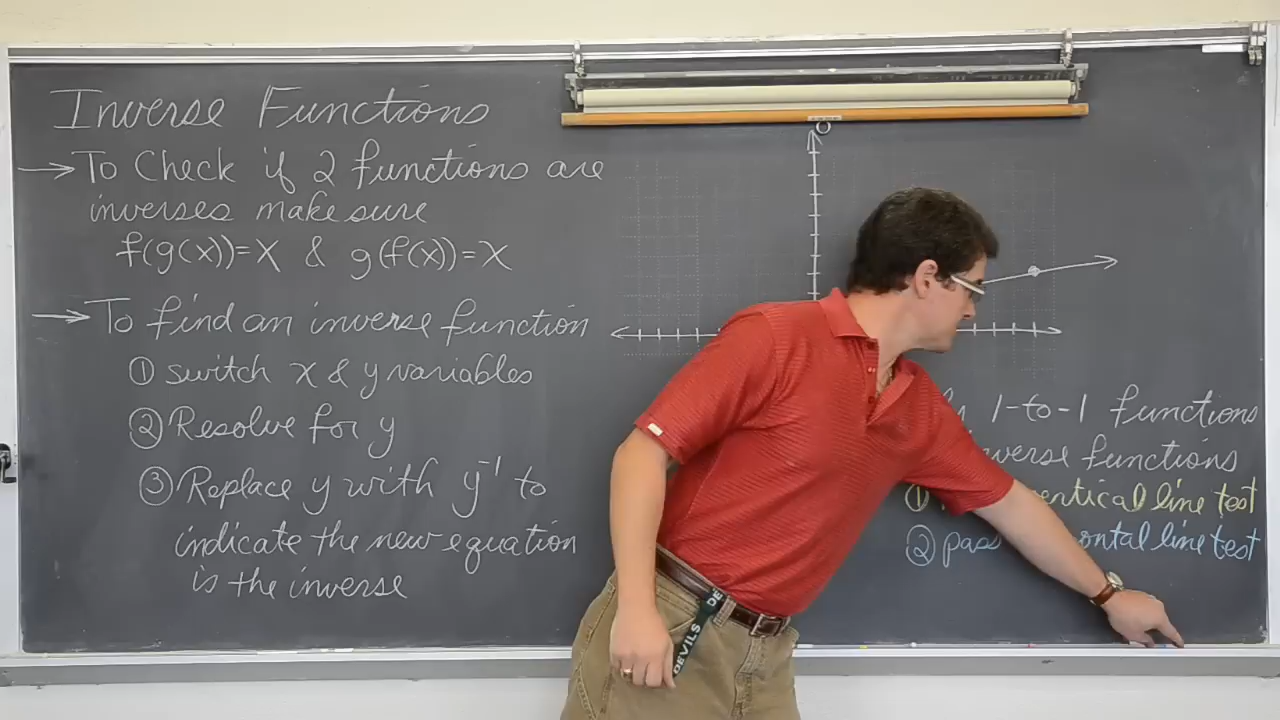 Inverse Functions
→ To Check if 2 functions are
inverses make sure
f(g(x))=x & g(f(x))=x
→ To find an inverse function
① switch x & y variables
② Resolve for y
③ Replace y with y⁻¹ to
indicate the new equation
is the inverse
1-to-1 functions
functions
① line test
② pass line test
DEVILS DE